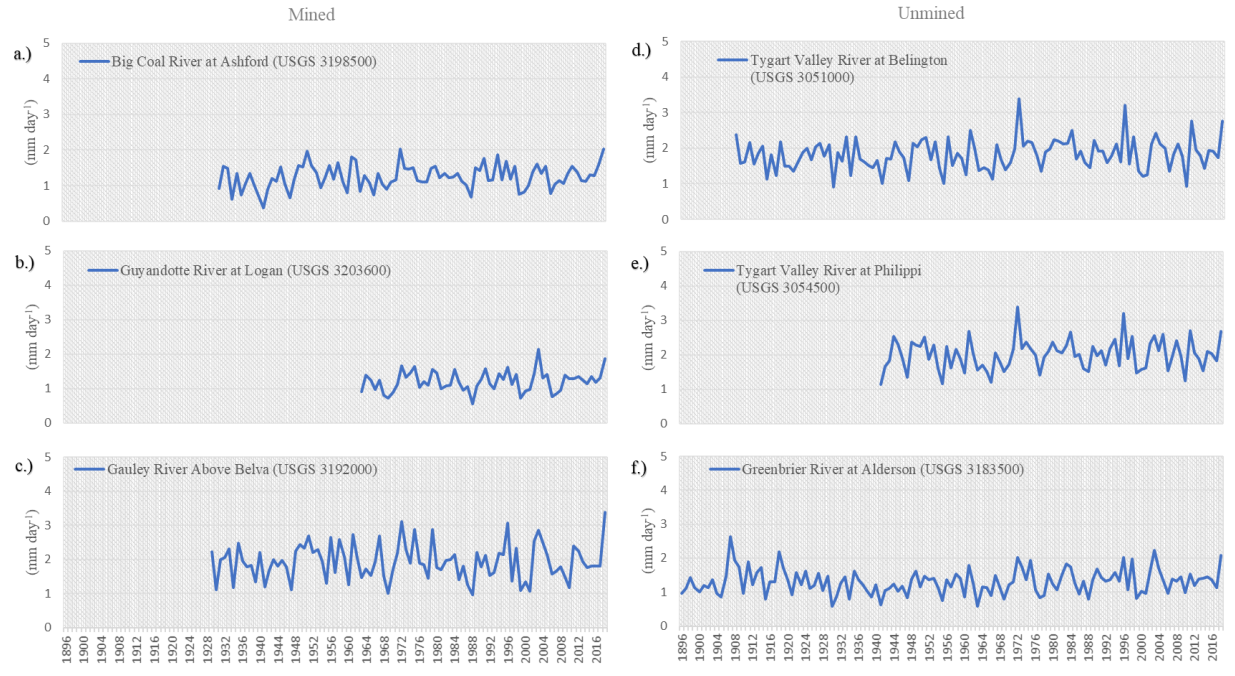 Mined
Unmined
a.)
Big Coal River at Ashford (USGS 3198500)
5
4
3
2
1
0
(mm day-1)
b.)
Guyandotte River at Logan (USGS 3203600)
5
4
3
2
1
0
(mm day-1)
c.)
Gauley River Above Belva (USGS 3192000)
5
4
3
2
1
0
(mm day-1)
1896 1900 1904 1908 1912 1916 1920 1924 1928 1932 1936 1940 1944 1948 1952 1956 1960 1964 1968 1972 1976 1980 1984 1988 1992 1996 2000 2004 2008 2012 2016
d.)
Tygart Valley River at Belington
(USGS 3051000)
5
4
3
2
1
0
(mm day-1)
e.)
Tygart Valley River at Philippi
(USGS 3054500)
5
4
3
2
1
0
(mm day-1)
f.)
Greenbrier River at Alderson (USGS 3183500)
5
4
3
2
1
0
(mm day-1)
1896 1900 1904 1908 1912 1916 1920 1924 1928 1932 1936 1940 1944 1948 1952 1956 1960 1964 1968 1972 1976 1980 1984 1988 1992 1996 2000 2004 2008 2012 2016